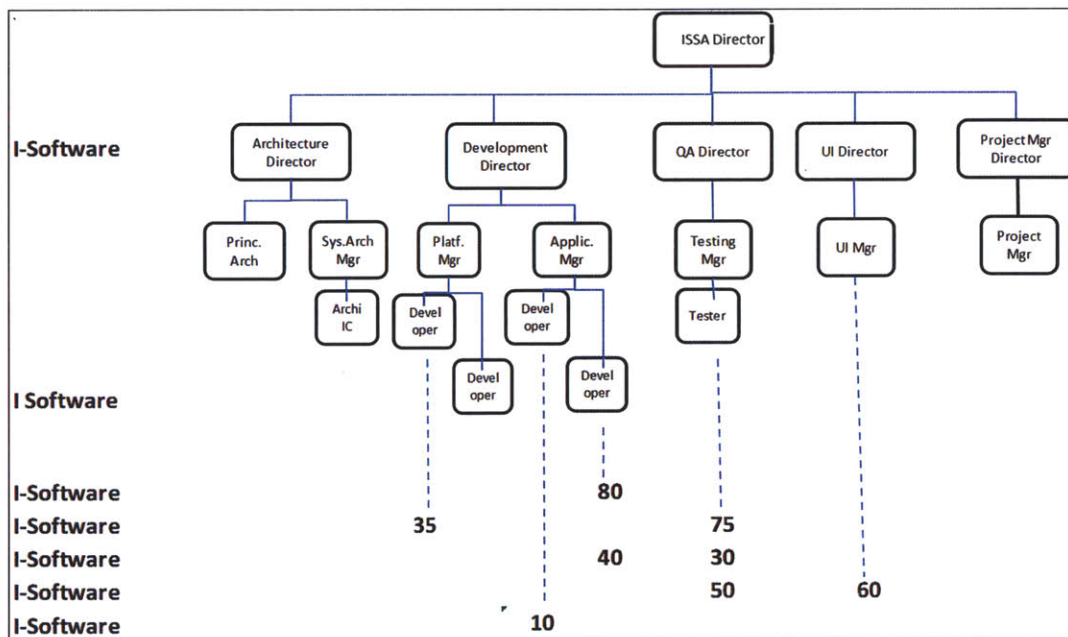 ISSA Director
I-Software
Architecture
Director
Development
Director
QA Director
UI Director
Project Mgr
Director
Princ.
Arch
Sys.Arch
Mgr
Platf.
Mgr
Applic.
Mgr
Testing
Mgr
UI Mgr
Project
Mgr
Archi
IC
Devel
oper
Devel
oper
Tester
Devel
oper
Devel
oper
I Software
I-Software 80
I-Software 35 75
I-Software 40 30
I-Software 50 60
I-Software 10